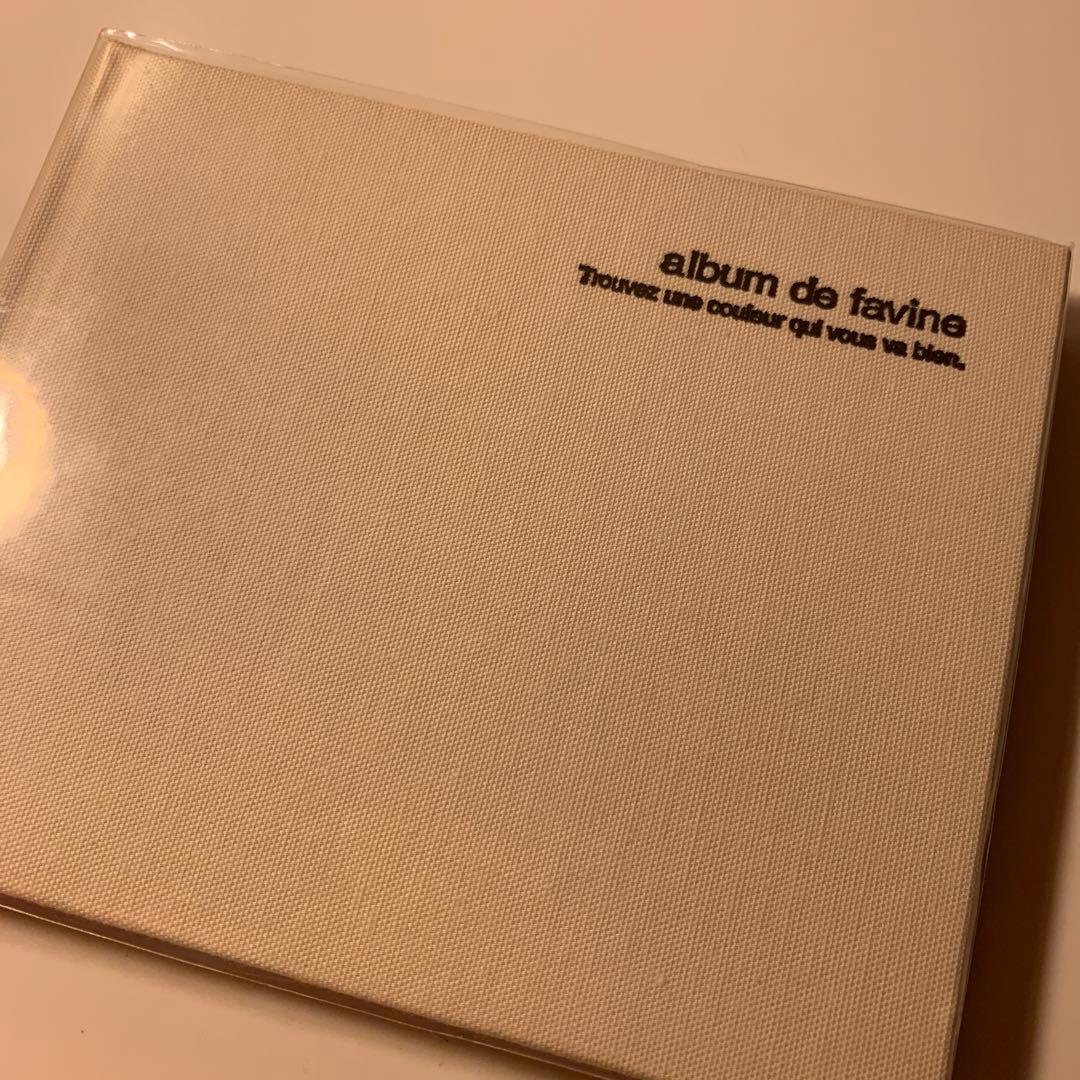 album de favine
Trouvez une couleur qui vous va bien.